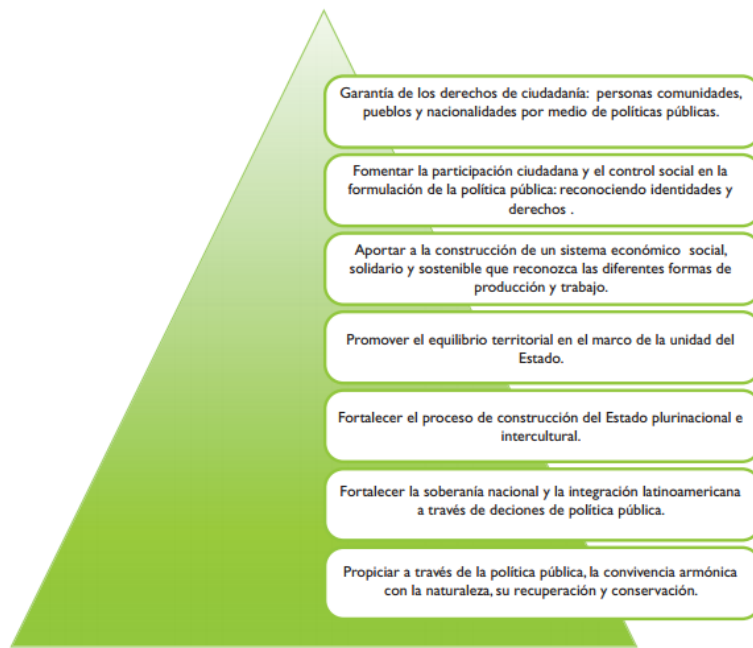 Garantía de los derechos de ciudadanía: personas comunidades,
pueblos y nacionalidades por medio de políticas públicas.
Fomentar la participación ciudadana y el control social en la
formulación de la política pública: reconociendo identidades y
derechos .
Aportar a la construcción de un sistema económico social,
solidario y sostenible que reconozca las diferentes formas de
producción y trabajo.
Promover el equilibrio territorial en el marco de la unidad del
Estado.
Fortalecer el proceso de construcción del Estado plurinacional e
intercultural.
Fortalecer la soberanía nacional y la integración latinoamericana
a través de deciones de política pública.
Propiciar a través de la política pública, la convivencia armónica
con la naturaleza, su recuperación y conservación.